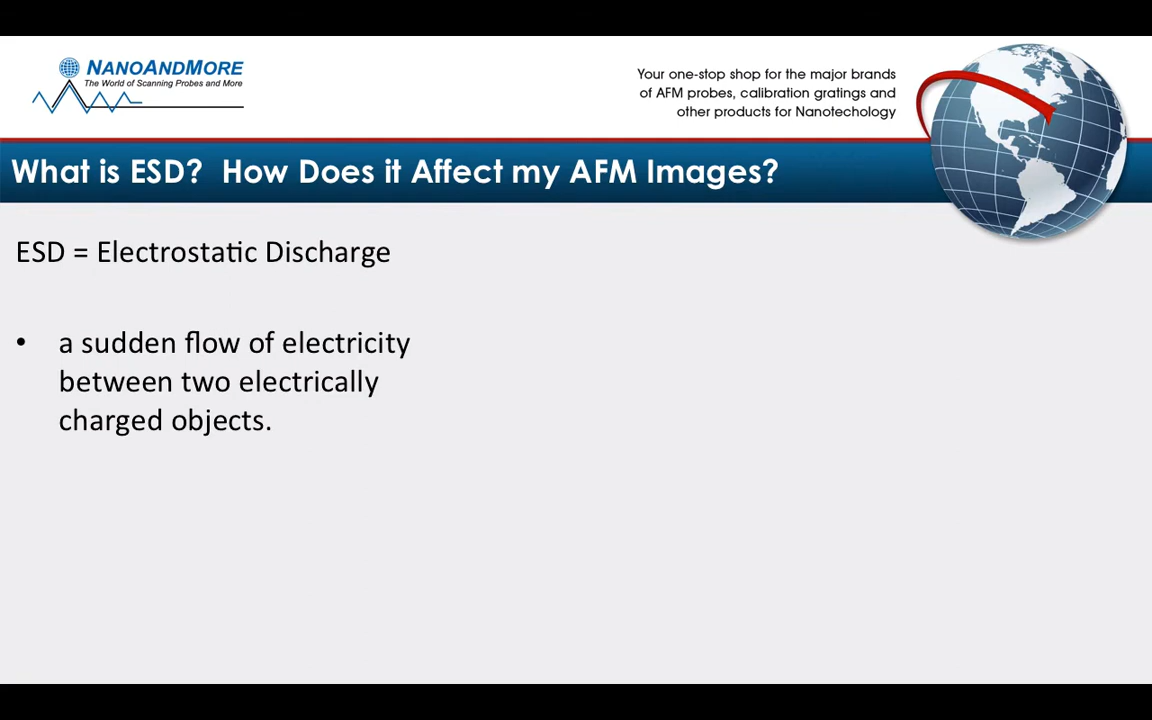 NANOANDMORE
The World of Scanning Probes and More
Your one-stop shop for the major brands
of AFM probes, calibration gratings and
other products for Nanotechology
What is ESD?  How Does it Affect my AFM Images?
ESD = Electrostatic Discharge
• a sudden flow of electricity
between two electrically
charged objects.